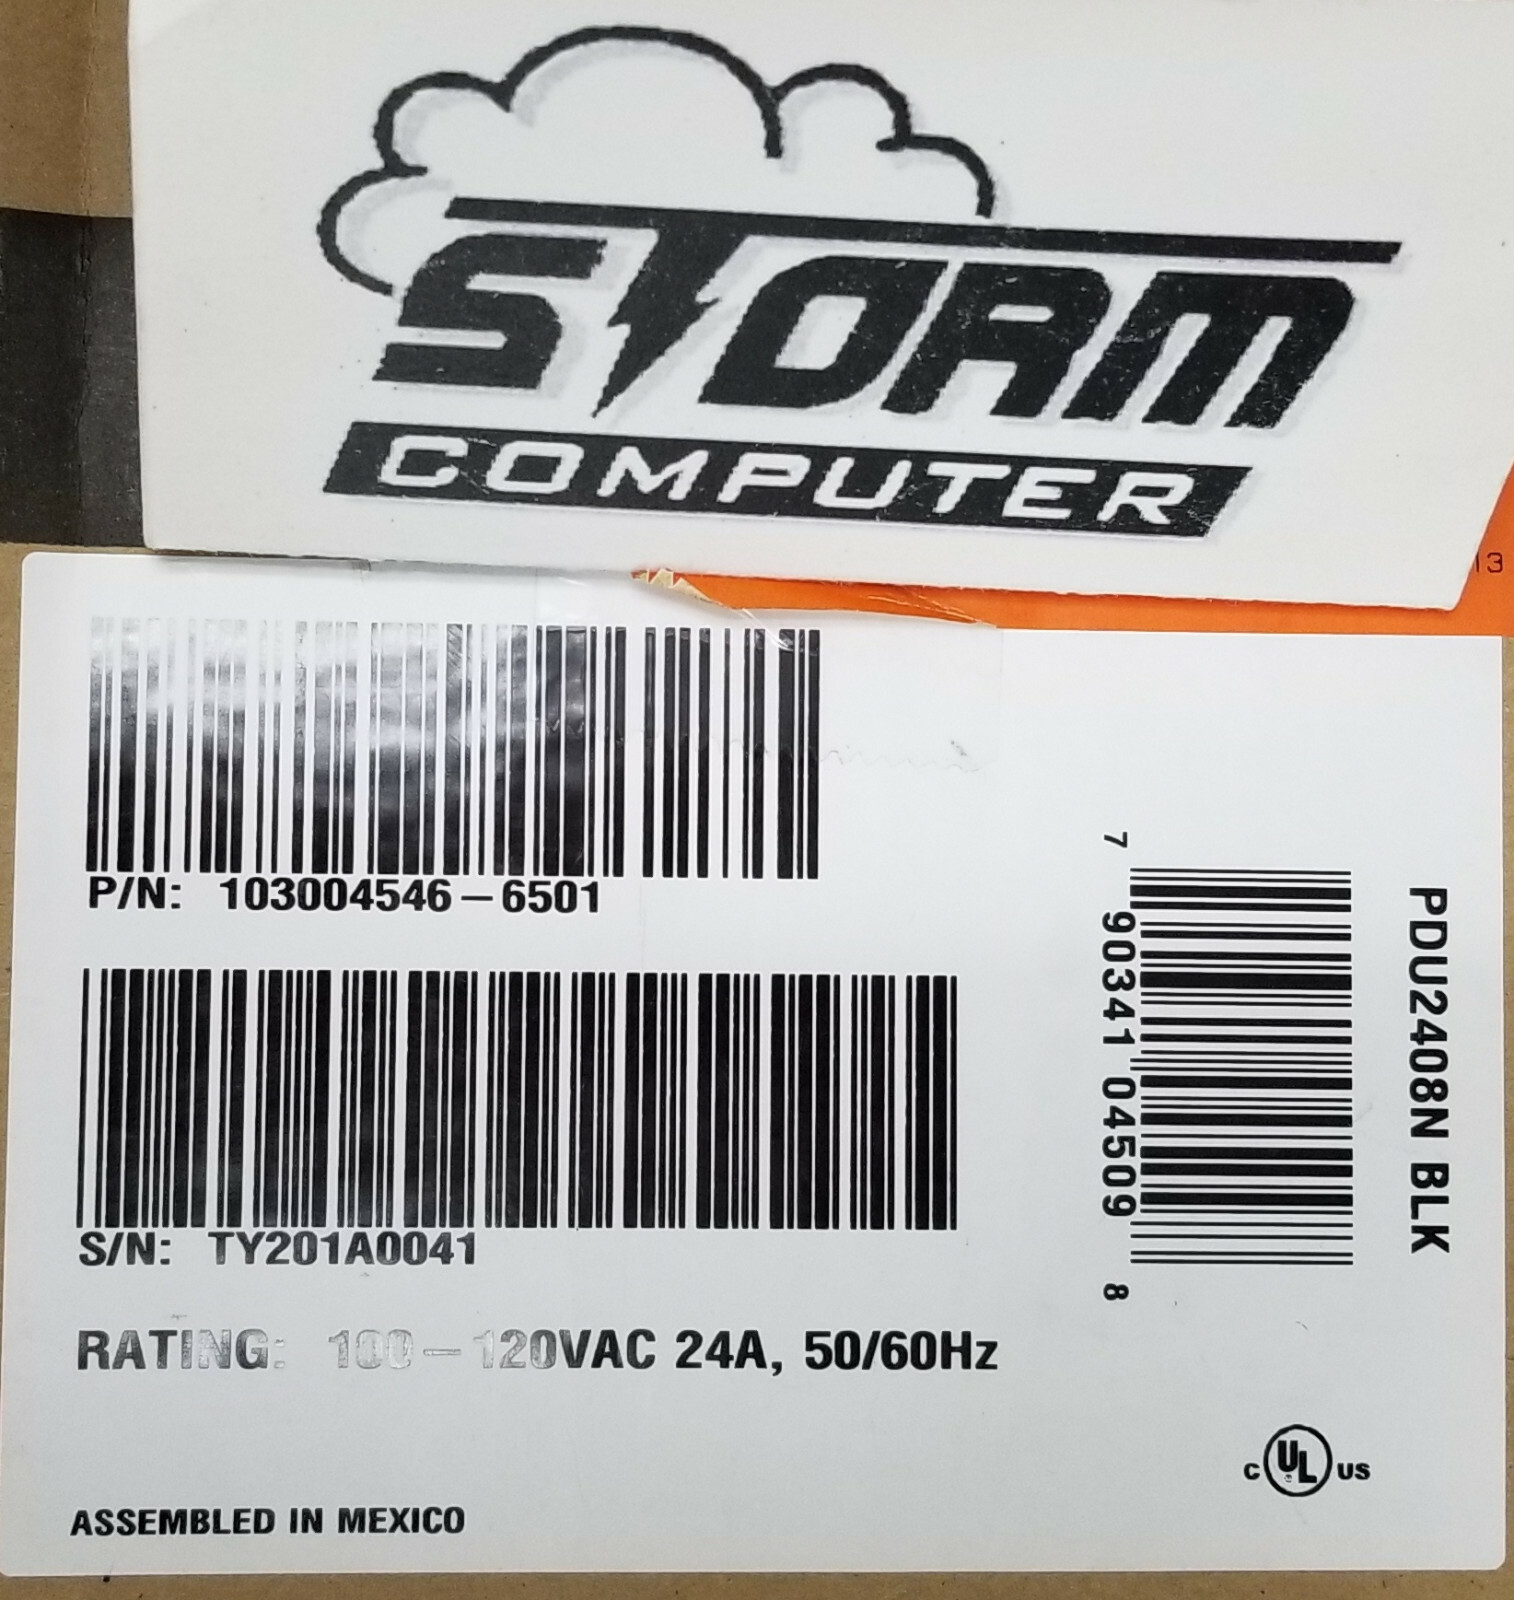 STORM
COMPUTER
13
P/N: 103004546-6501
S/N: TY201A0041
RATING: 100-120VAC 24A, 50/60Hz
ASSEMBLED IN MEXICO
7 90341 04509 8
PDU2408N BLK
C UL US